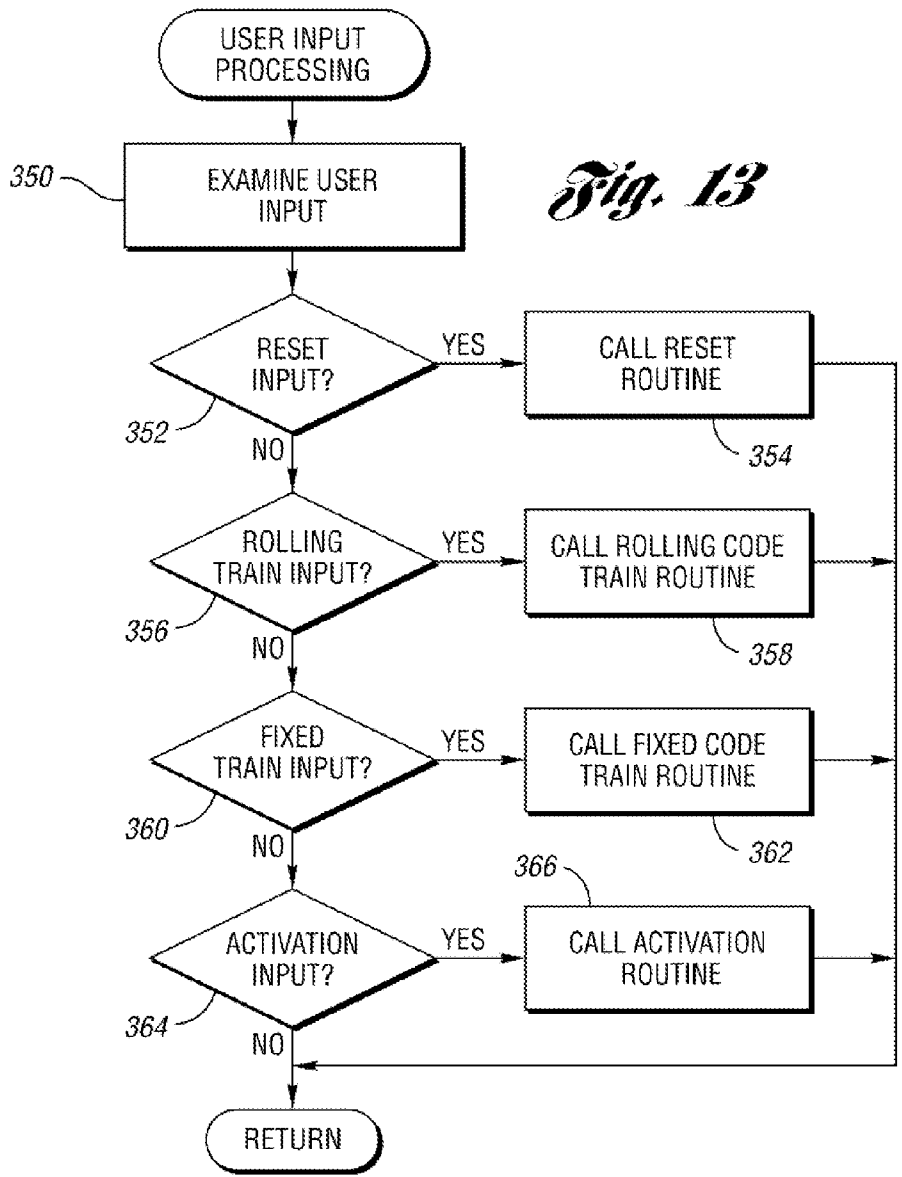 USER INPUT
PROCESSING
350
EXAMINE USER
INPUT
Fig. 13
RESET
INPUT?
YES
CALL RESET
ROUTINE
352
NO
354
ROLLING
TRAIN INPUT?
YES
CALL ROLLING CODE
TRAIN ROUTINE
356
NO
358
FIXED
TRAIN INPUT?
YES
CALL FIXED CODE
TRAIN ROUTINE
360
NO
362
366
ACTIVATION
INPUT?
YES
CALL ACTIVATION
ROUTINE
364
NO
RETURN